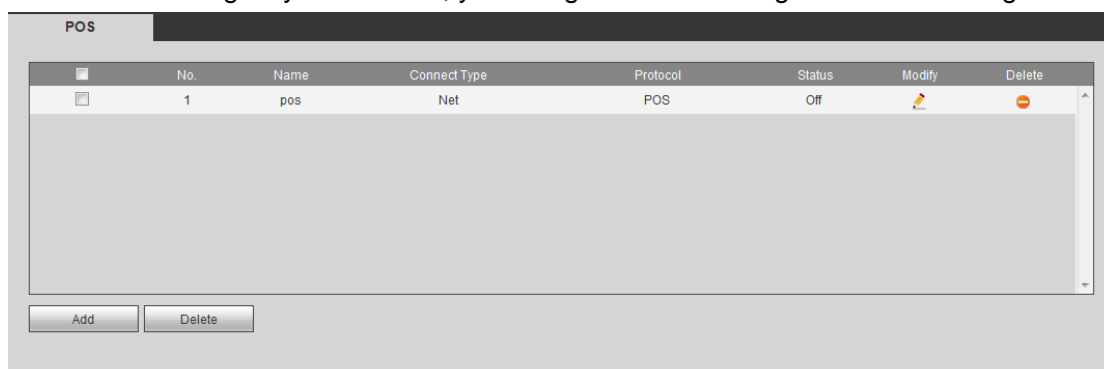 POS
No. Name Connect Type Protocol Status Modify Delete
1 pos Net POS Off
Add Delete